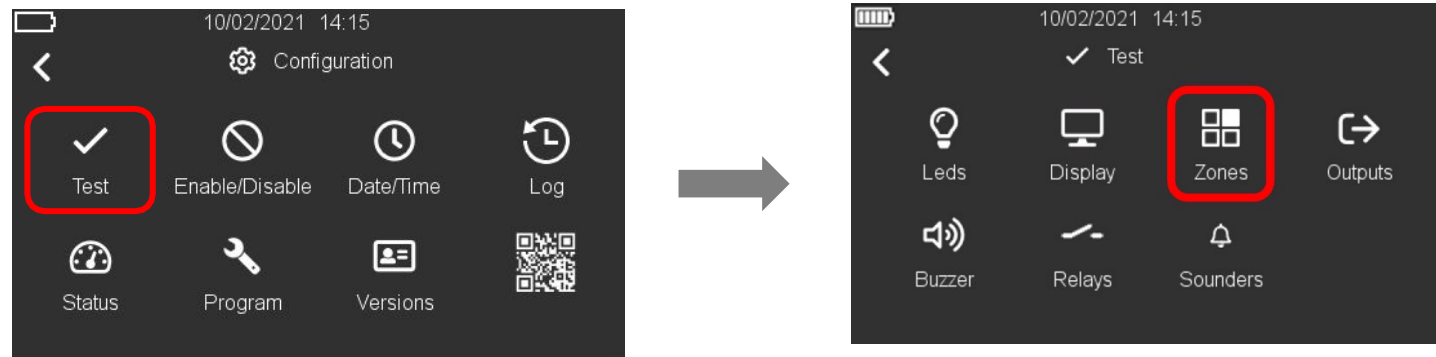 10/02/2021 14:15
Configuration
Test
Enable/Disable
Date/Time
Log
Status
Program
Versions
10/02/2021 14:15
Test
Leds
Display
Zones
Outputs
Buzzer
Relays
Sounders